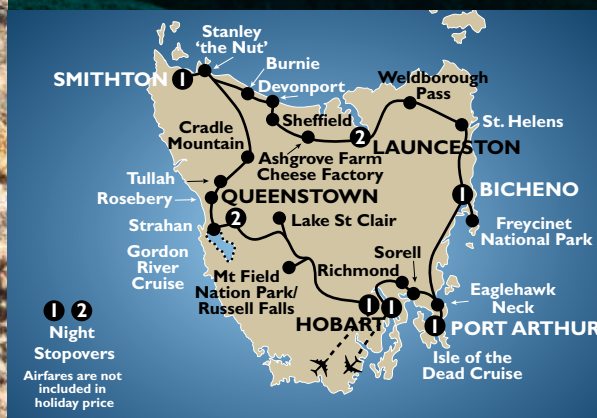 Stanley
'the Nut'
Burnie
SMITHTON 1
Devonport
Weldborough
Pass
Sheffield
St. Helens
Cradle
Mountain
2
LAUNCESTON
Ashgrove Farm
Cheese Factory
Tullah
QUEENSTOWN
1 BICHENO
Rosebery
2
Lake St Clair
Strahan
Freycinet
National Park
Gordon
River
Cruise
Sorell
Richmond
Mt Field
Nation Park/
Russell Falls
Eaglehawk
Neck
1 2
Night
Stopovers
HOBART 1 1
1 PORT ARTHUR
Isle of the
Dead Cruise
Airfares are not
included in
holiday price